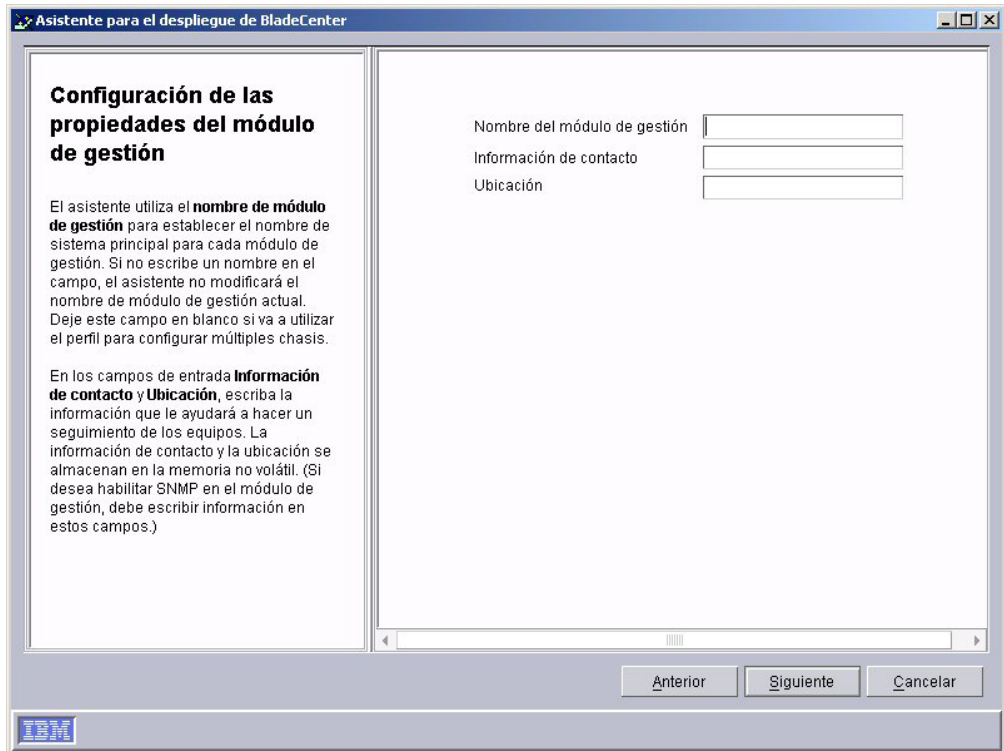 Asistente para el despliegue de BladeCenter
Configuración de las
propiedades del módulo
de gestión
El asistente utiliza el nombre de módulo
de gestión para establecer el nombre de
sistema principal para cada módulo de
gestión. Si no escribe un nombre en el
campo, el asistente no modificará el
nombre de módulo de gestión actual.
Deje este campo en blanco si va a utilizar
el perfil para configurar múltiples chasis.
En los campos de entrada Información
de contacto y Ubicación, escriba la
información que le ayudará a hacer un
seguimiento de los equipos. La
información de contacto y la ubicación se
almacenan en la memoria no volátil. (Si
desea habilitar SNMP en el módulo de
gestión, debe escribir información en
estos campos.)
Nombre del módulo de gestión
Información de contacto
Ubicación
Anterior
Siguiente
Cancelar
IBM